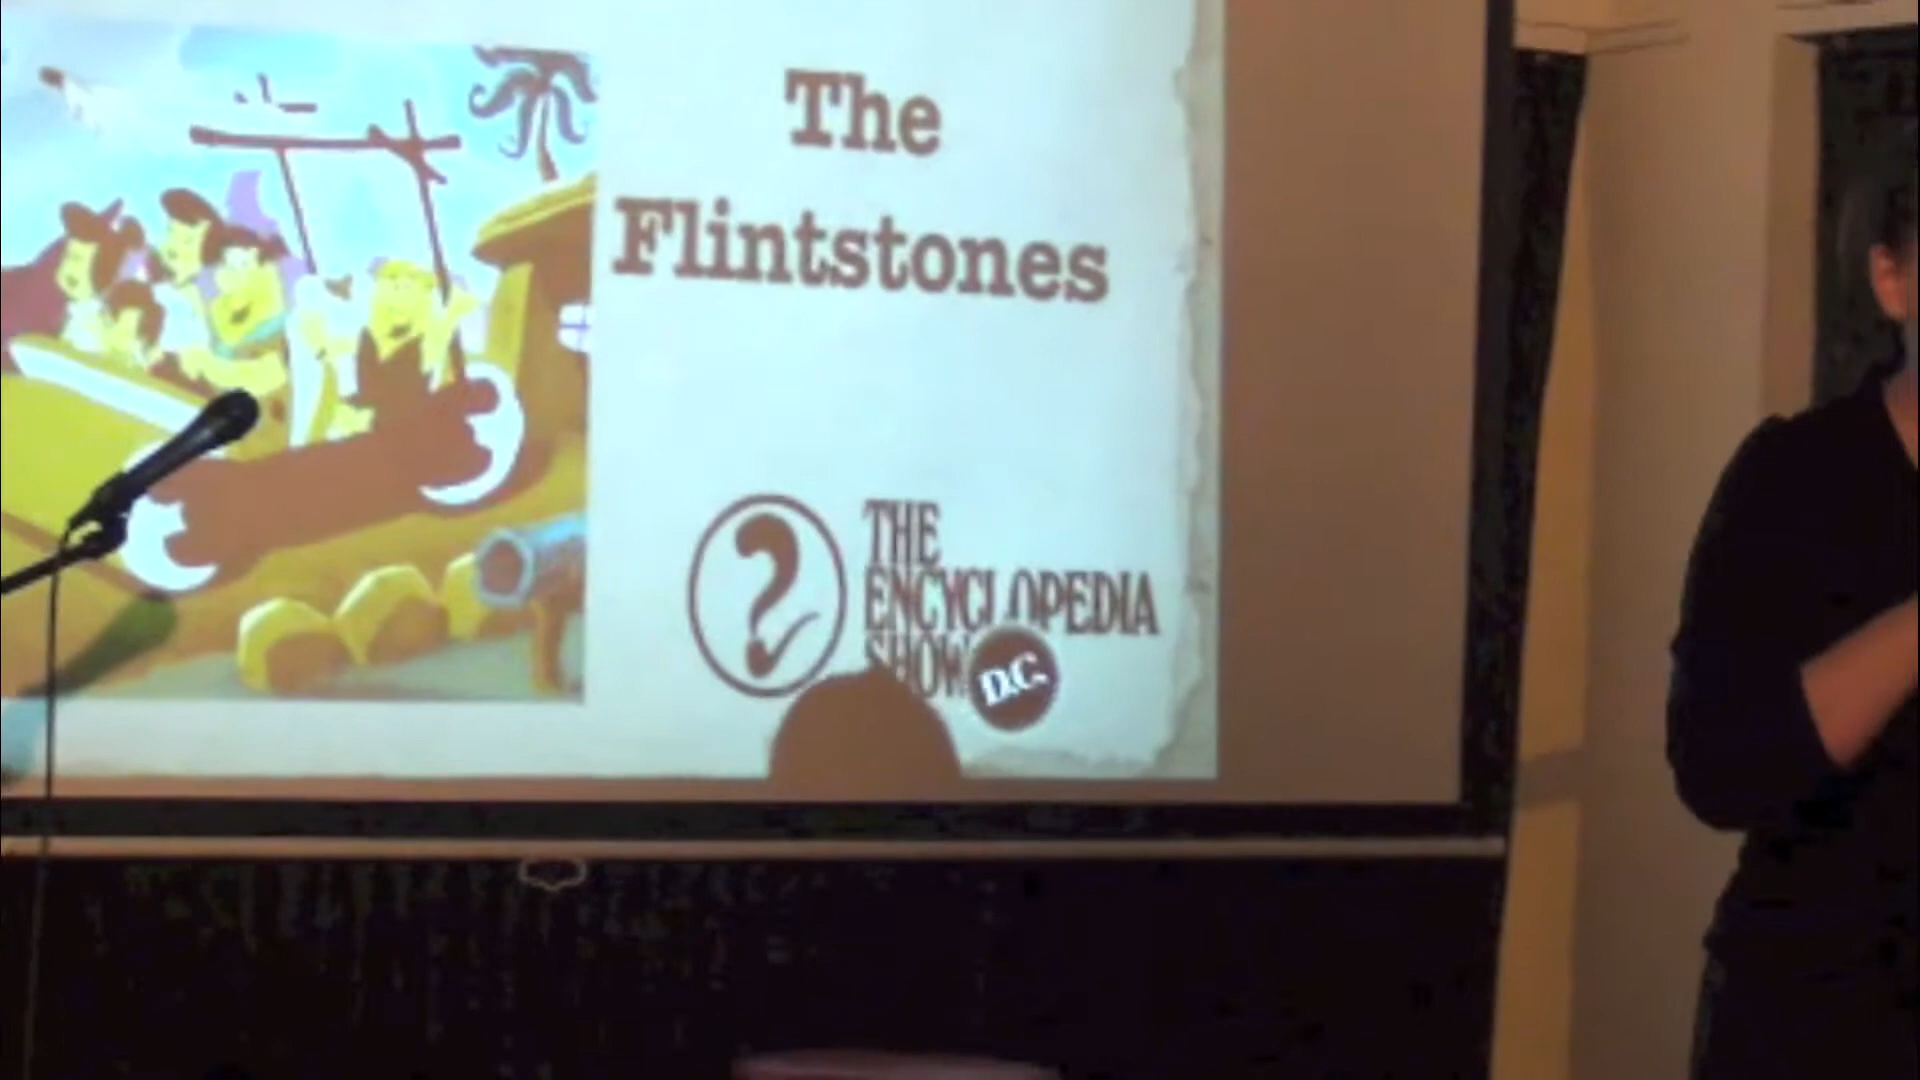 The
Flintstones
THE
ENCYCLOPEDIA
SHOW
D.C.